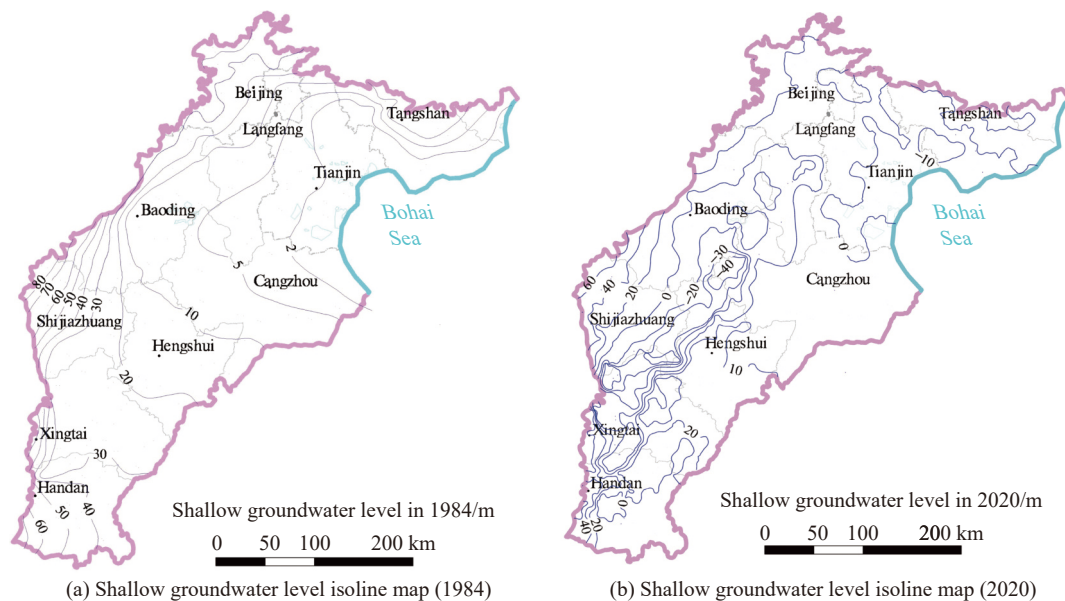 Beijing
Langfang
Tangshan
Tianjin
Baoding
Bohai
Sea
2
5
Cangzhou
80
70
60
50
40
30
Shijiazhuang
10
Hengshui
20
Xingtai
30
Handan
60
50
40
Shallow groundwater level in 1984/m
0 50 100 200 km
(a) Shallow groundwater level isoline map (1984)
Beijing
Langfang
Tangshan
−10
Tianjin
Baoding
Bohai
Sea
0
−30
−40
Cangzhou
60
40
20
0
−20
Shijiazhuang
Hengshui
10
Xingtai
20
Handan
0
20
40
Shallow groundwater level in 2020/m
0 50 100 200 km
(b) Shallow groundwater level isoline map (2020)